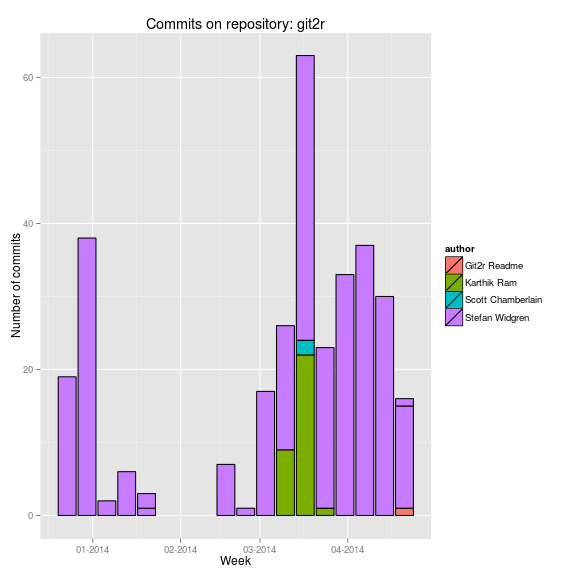 Commits on repository: git2r
Number of commits
60
40
20
0
01-2014
02-2014
03-2014
04-2014
Week
author
Git2r Readme
Karthik Ram
Scott Chamberlain
Stefan Widgren